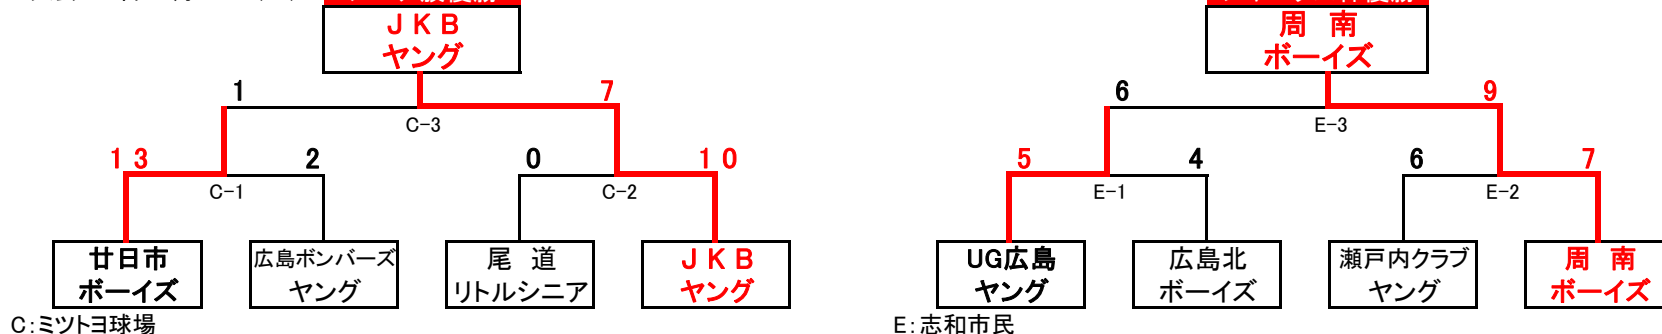 JKB
ヤング
周 南
ボーイズ
1 7 6 9
C-3 E-3
13 2 0 10 5 4 6 7
C-1 C-2 E-1 E-2
廿日市
ボーイズ
広島ボンバーズ
ヤング
尾 道
リトルシニア
JKB
ヤング
UG広島
ヤング
広島北
ボーイズ
瀬戸内クラブ
ヤング
周 南
ボーイズ
C:ミツトヨ球場
E:志和市民